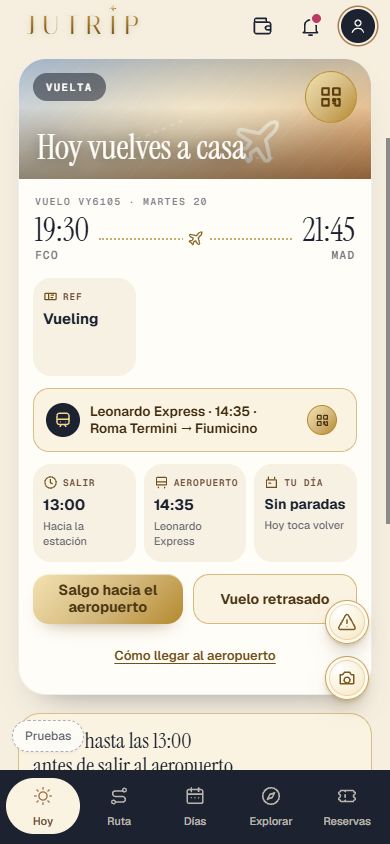 JUTRIP
VUELTA
Hoy vuelves a casa
VUELO VY6105 · MARTES 20
19:30
21:45
FCO
MAD
REF
Vueling
Leonardo Express · 14:35 ·
Roma Termini → Fiumicino
SALIR
13:00
Hacia la
estación
AEROPUERTO
14:35
Leonardo
Express
TU DÍA
Sin paradas
Hoy toca volver
Salgo hacia el
aeropuerto
Vuelo retrasado
Cómo llegar al aeropuerto
Pruebas
hasta las 13:00
antes de salir al aeropuerto
Hoy
Ruta
Días
Explorar
Reservas